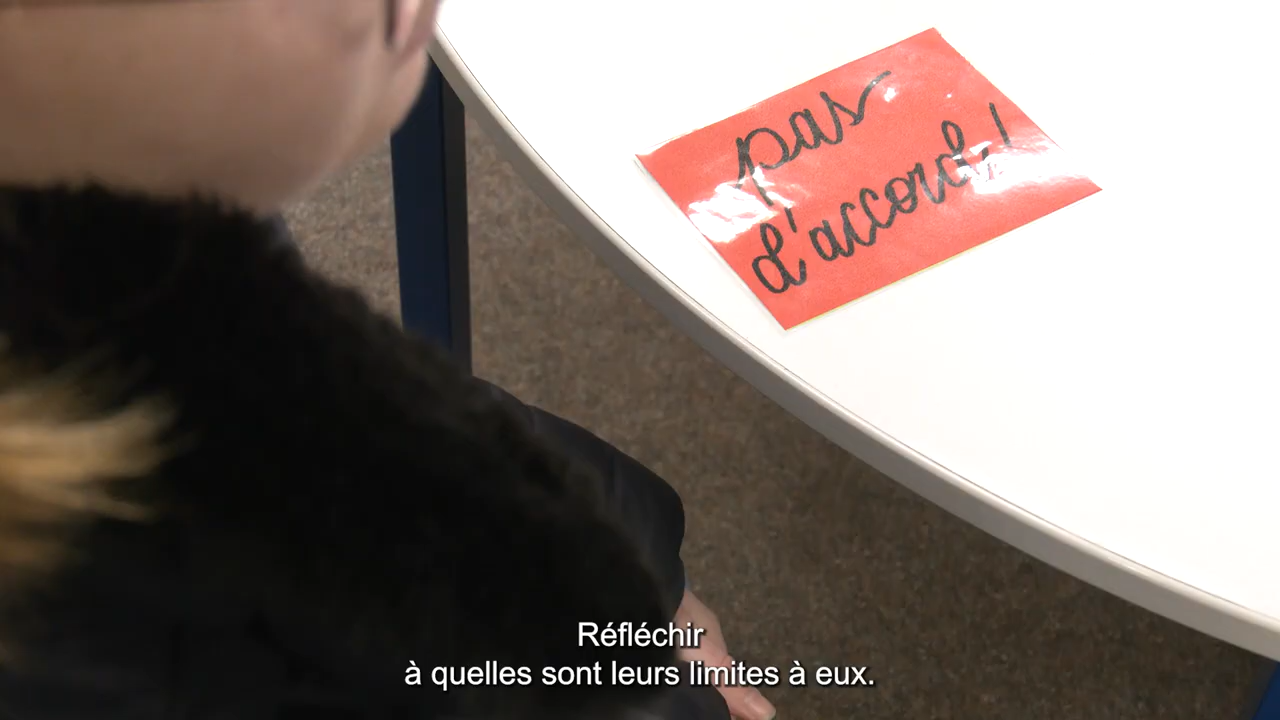 pas
d'accord!
Réfléchir
à quelles sont leurs limites à eux.